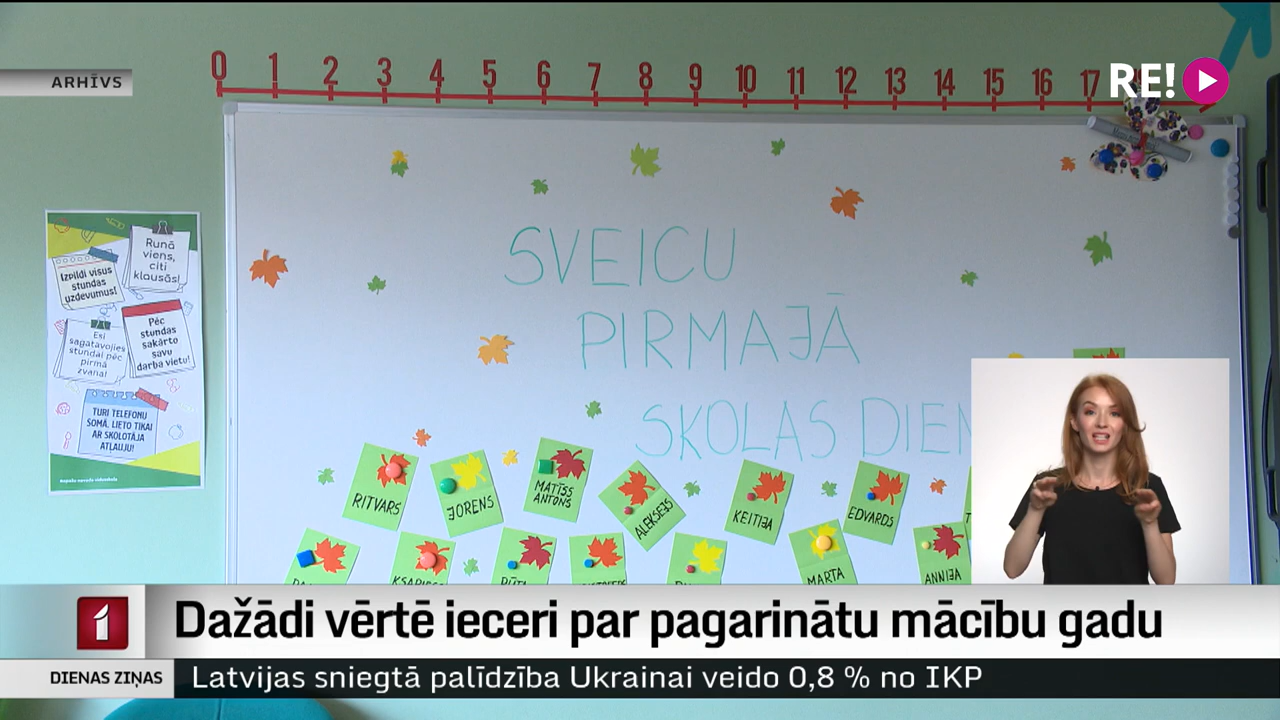 ARHĪVS
0 1 2 3 4 5 6 7 8 9 10 11 12 13 14 15 16 17
RE!
Runā
viens,
citi
klausās!
Izpildi visus
stundas
uzdevumus!
Pēc
stundas
sakārto
savu
darba vietu!
Esi
sagatavojies
stundai pēc
pirmā
zvana!
TURI TELEFONU
SOMĀ. LIETO TIKAI
AR SKOLOTĀJA
ATĻAUJU!
SVEICU
PIRMAJĀ
SKOLAS DIEN
RITVARS
JORENS
MATĪSS
ANTONS
ALEKSEJS
KEITIJA
EDVARDS
MARTA
ANNIJA
1
Dažādi vērtē ieceri par pagarinātu mācību gadu
DIENAS ZIŅAS
Latvijas sniegtā palīdzība Ukrainai veido 0,8 % no IKP